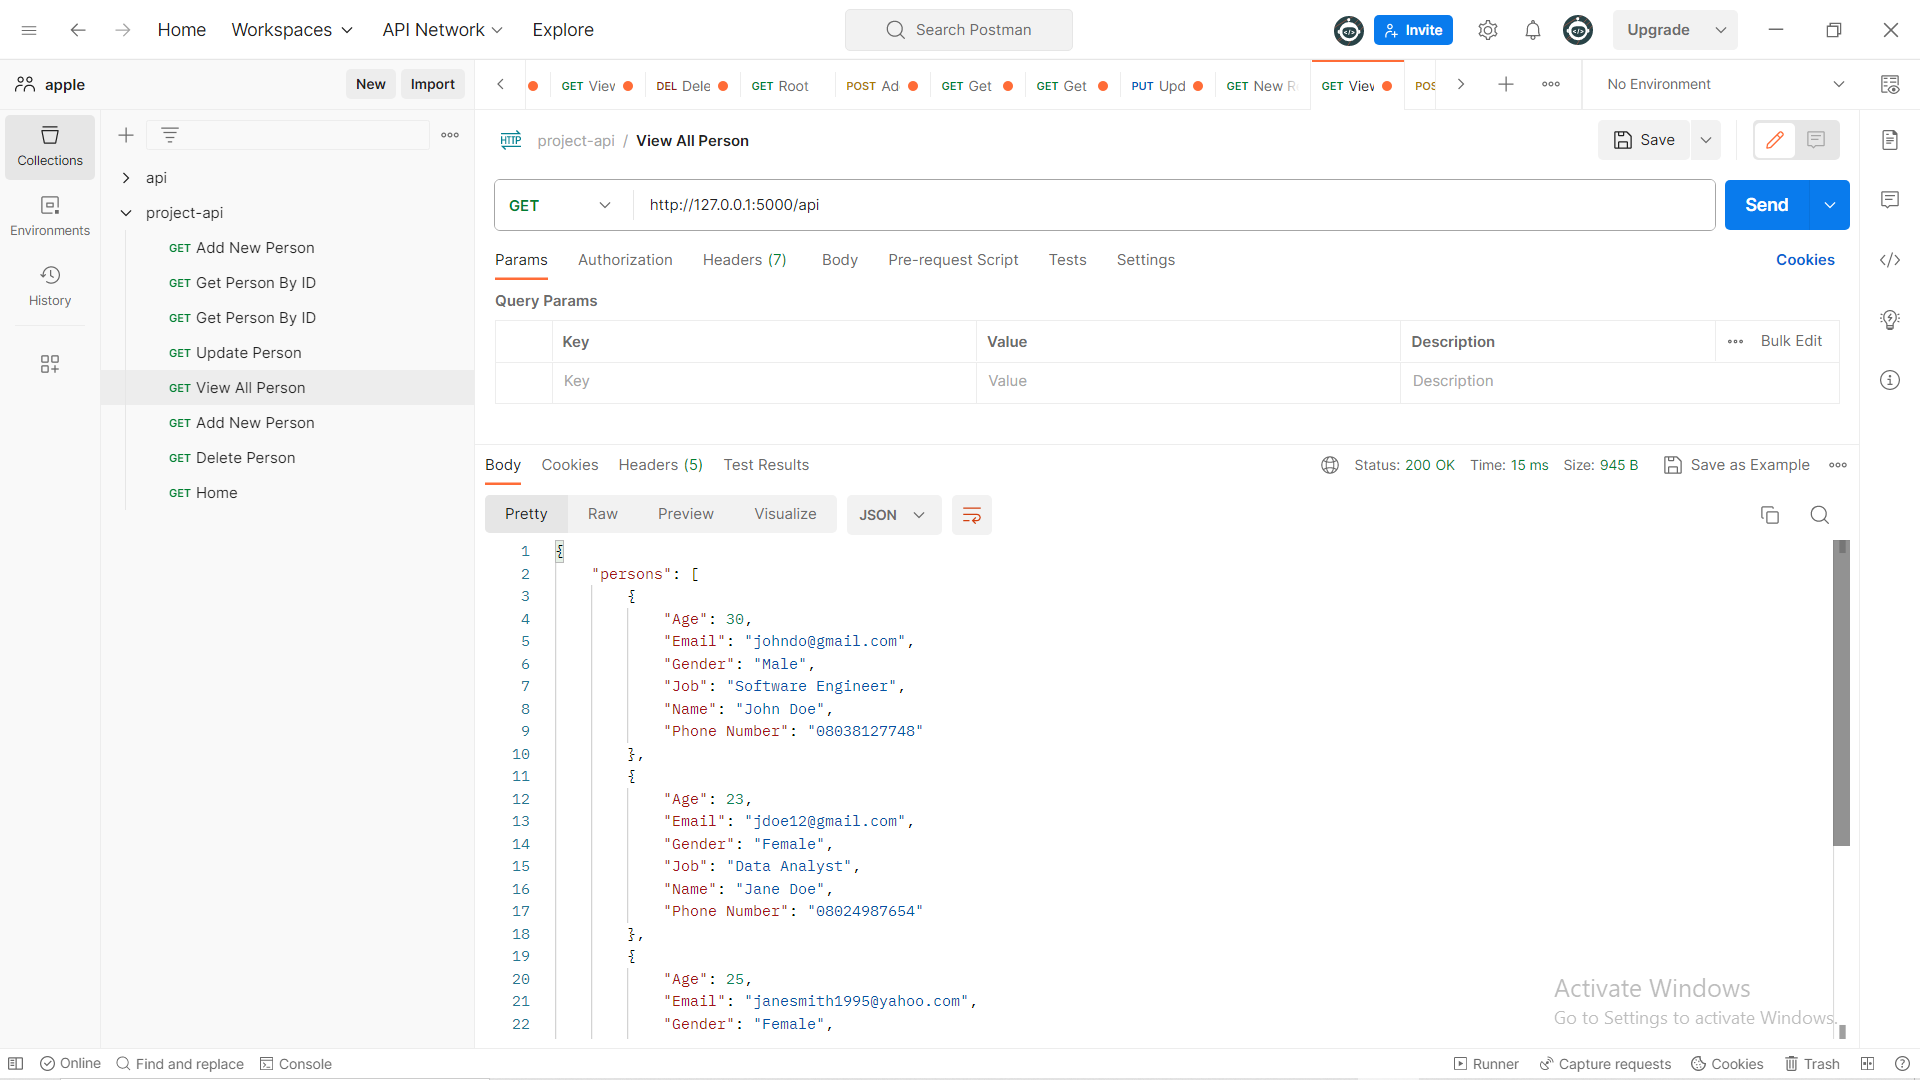 Home Workspaces API Network Explore Search Postman Invite Upgrade
apple New Import GET View DEL Dele GET Root POST Ad GET Get GET Get PUT Upd GET New R GET View POS No Environment
Collections
Environments
History
api
project-api
GET Add New Person
GET Get Person By ID
GET Get Person By ID
GET Update Person
GET View All Person
GET Add New Person
GET Delete Person
GET Home
HTTP project-api / View All Person Save
GET http://127.0.0.1:5000/api Send
Params Authorization Headers (7) Body Pre-request Script Tests Settings Cookies
Query Params
Key Value Description Bulk Edit
Key Value Description
Body Cookies Headers (5) Test Results Status: 200 OK Time: 15 ms Size: 945 B Save as Example
Pretty Raw Preview Visualize JSON
1 {
2 "persons": [
3 {
4 "Age": 30,
5 "Email": "johndo@gmail.com",
6 "Gender": "Male",
7 "Job": "Software Engineer",
8 "Name": "John Doe",
9 "Phone Number": "08038127748"
10 },
11 {
12 "Age": 23,
13 "Email": "jdoe12@gmail.com",
14 "Gender": "Female",
15 "Job": "Data Analyst",
16 "Name": "Jane Doe",
17 "Phone Number": "08024987654"
18 },
19 {
20 "Age": 25,
21 "Email": "janesmith1995@yahoo.com",
22 "Gender": "Female",
Activate Windows
Go to Settings to activate Windows.
Online Find and replace Console Runner Capture requests Cookies Trash